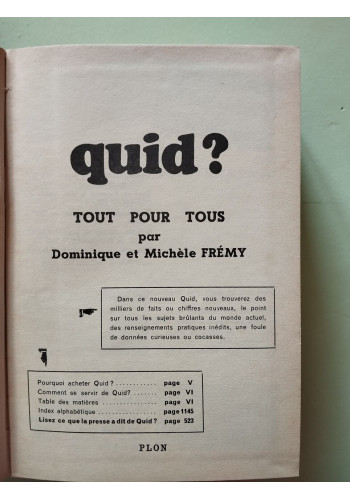 quid?
TOUT POUR TOUS
par
Dominique et Michèle FRÉMY
Dans ce nouveau Quid, vous trouverez des
milliers de faits ou chiffres nouveaux, le point
sur tous les sujets brûlants du monde actuel,
des renseignements pratiques inédits, une foule
de données curieuses ou cocasses.
Pourquoi acheter Quid ? ............ page V
Comment se servir de Quid? ....... page VI
Table des matières ................. page VI
Index alphabétique ................. page 1145
Lisez ce que la presse a dit de Quid ? page 523
PLON